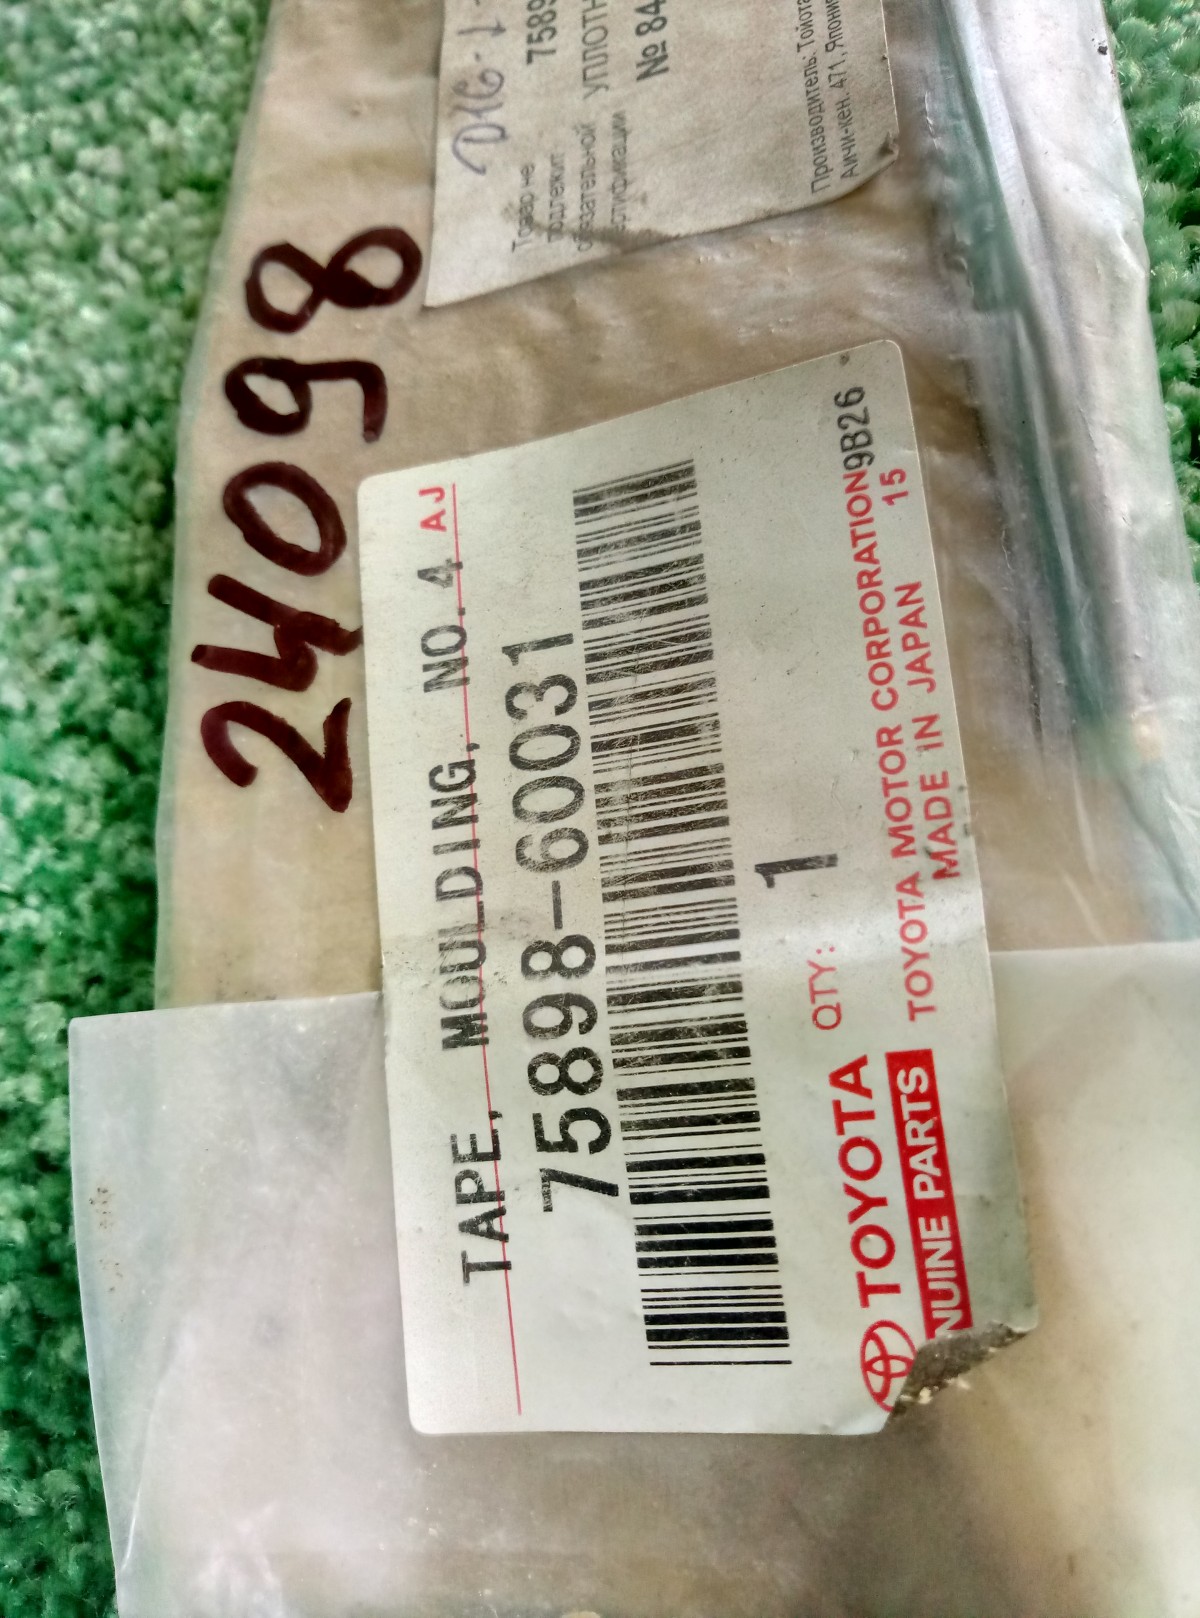 24098
7589
Товар не
подлежит
обязательной УПЛОТН
№ 84
Производитель: Тойота
Аичи-кен. 471, Япони
TAPE, MOULDING, NO. 4 AJ
75898-60031
QTY: 1
TOYOTA TOYOTA MOTOR CORPORATION 9B26
NUINE PARTS MADE IN JAPAN 15